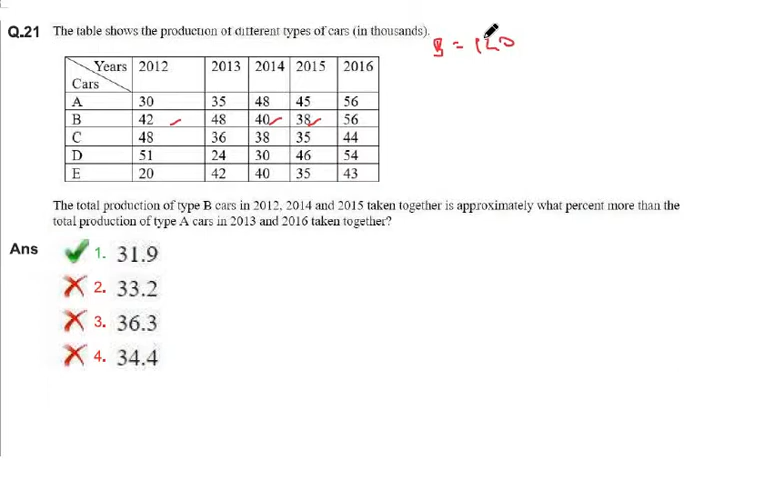 Q.21 The table shows the production of different types of cars (in thousands).
B = 120
Years 2012 2013 2014 2015 2016
Cars
A 30 35 48 45 56
B 42 48 40 38 56
C 48 36 38 35 44
D 51 24 30 46 54
E 20 42 40 35 43
The total production of type B cars in 2012, 2014 and 2015 taken together is approximately what percent more than the
total production of type A cars in 2013 and 2016 taken together?
Ans
1. 31.9
2. 33.2
3. 36.3
4. 34.4